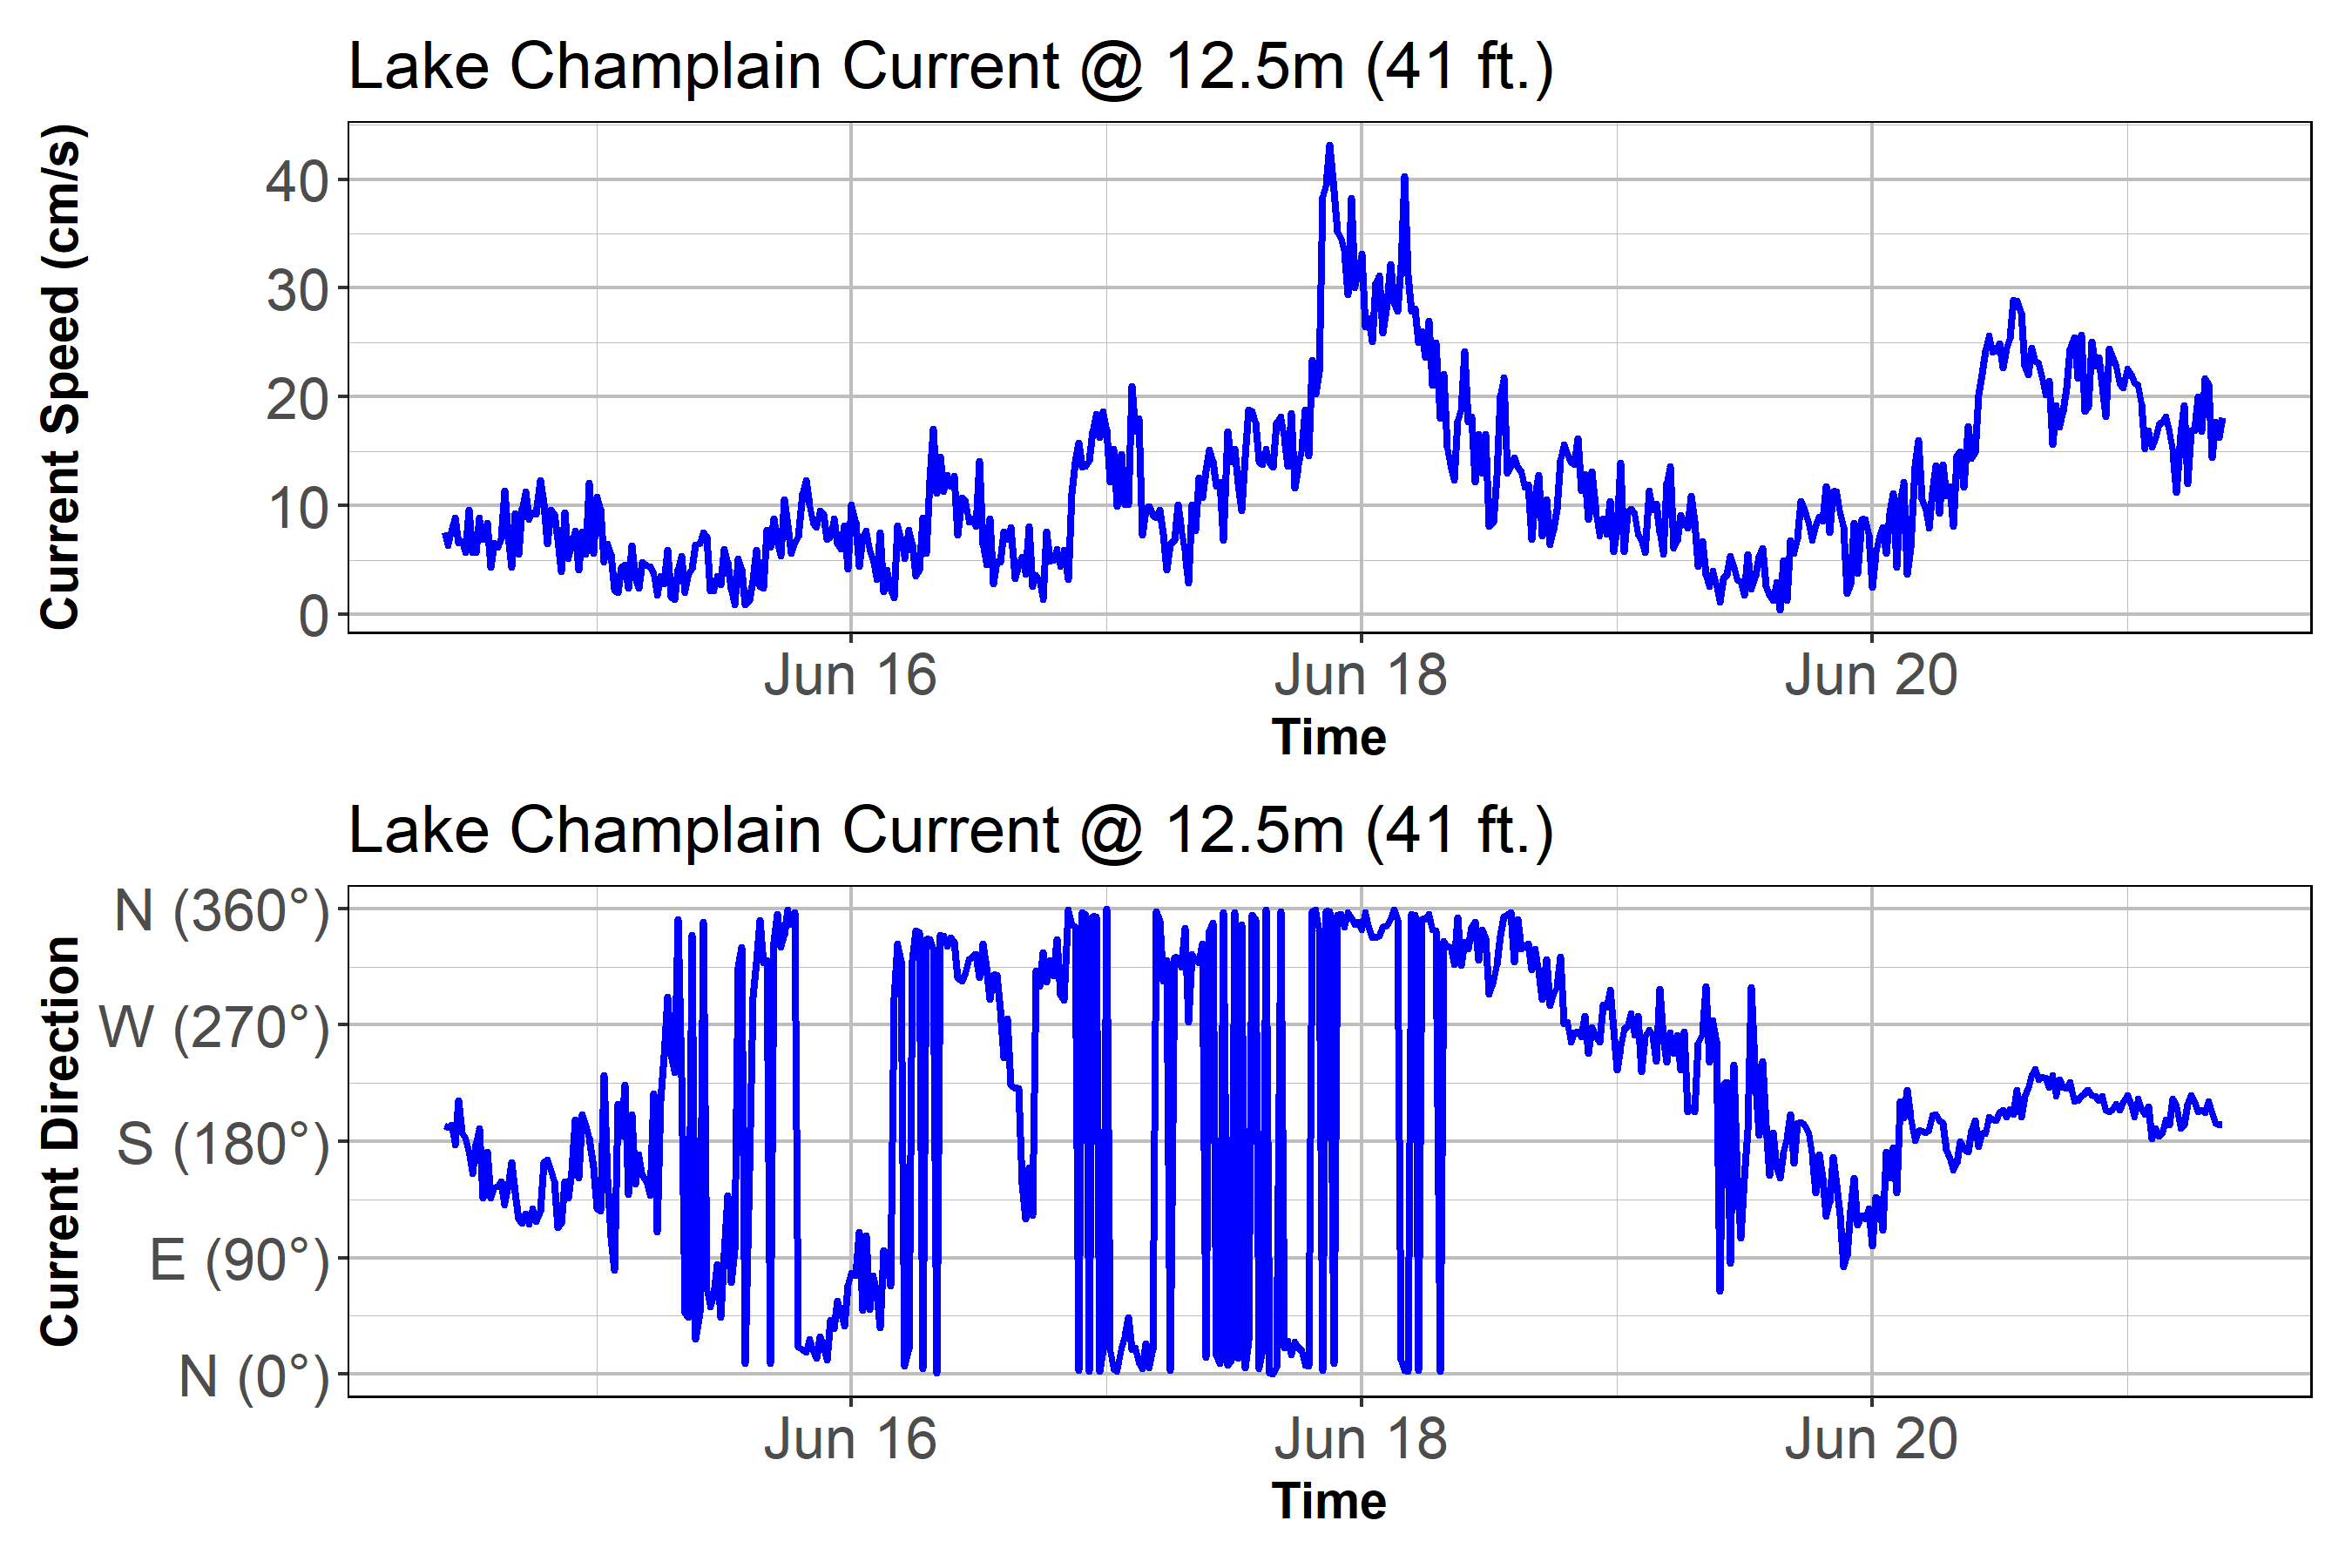 Lake Champlain Current @ 12.5m (41 ft.)
Current Speed (cm/s)
40
30
20
10
0
Jun 16 Jun 18 Jun 20
Time
Lake Champlain Current @ 12.5m (41 ft.)
Current Direction
N (360°)
W (270°)
S (180°)
E (90°)
N (0°)
Jun 16 Jun 18 Jun 20
Time